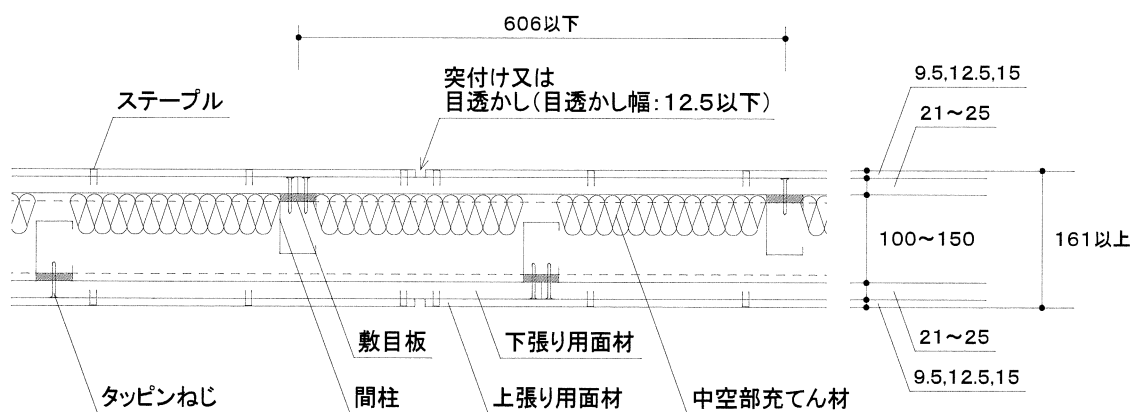 606以下
突付け又は
目透かし(目透かし幅:12.5以下)
ステープル
9.5,12.5,15
21～25
100～150
161以上
21～25
9.5,12.5,15
敷目板
下張り用面材
タッピンねじ
間柱
上張り用面材
中空部充てん材